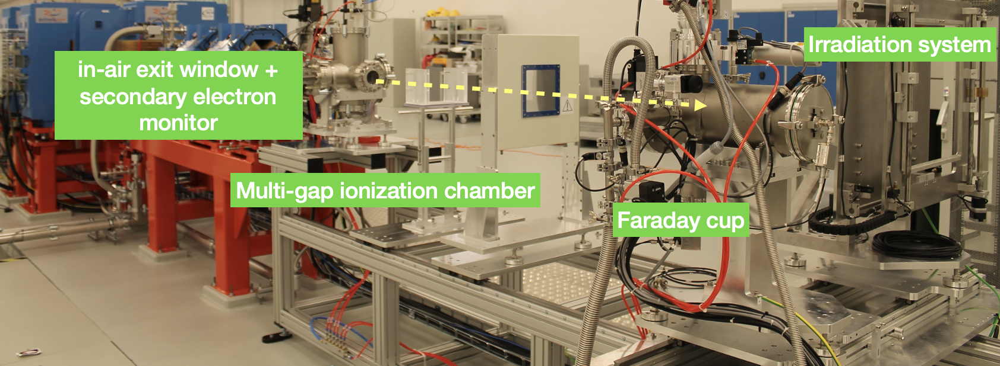 in-air exit window +
secondary electron
monitor
Multi-gap ionization chamber
Faraday cup
Irradiation system